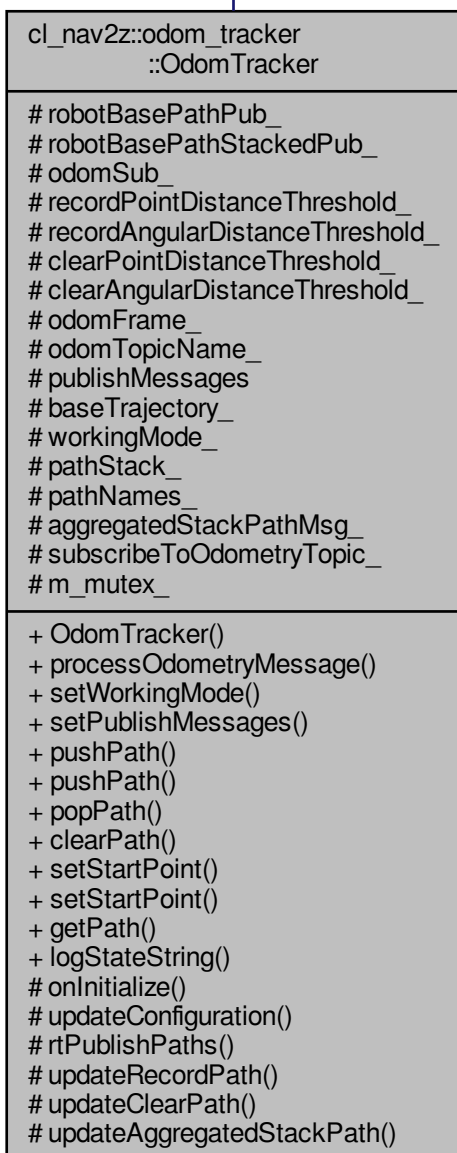 cl_nav2z::odom_tracker
::OdomTracker
# robotBasePathPub_
# robotBasePathStackedPub_
# odomSub_
# recordPointDistanceThreshold_
# recordAngularDistanceThreshold_
# clearPointDistanceThreshold_
# clearAngularDistanceThreshold_
# odomFrame_
# odomTopicName_
# publishMessages
# baseTrajectory_
# workingMode_
# pathStack_
# pathNames_
# aggregatedStackPathMsg_
# subscribeToOdometryTopic_
# m_mutex_
+ OdomTracker()
+ processOdometryMessage()
+ setWorkingMode()
+ setPublishMessages()
+ pushPath()
+ pushPath()
+ popPath()
+ clearPath()
+ setStartPoint()
+ setStartPoint()
+ getPath()
+ logStateString()
# onInitialize()
# updateConfiguration()
# rtPublishPaths()
# updateRecordPath()
# updateClearPath()
# updateAggregatedStackPath()